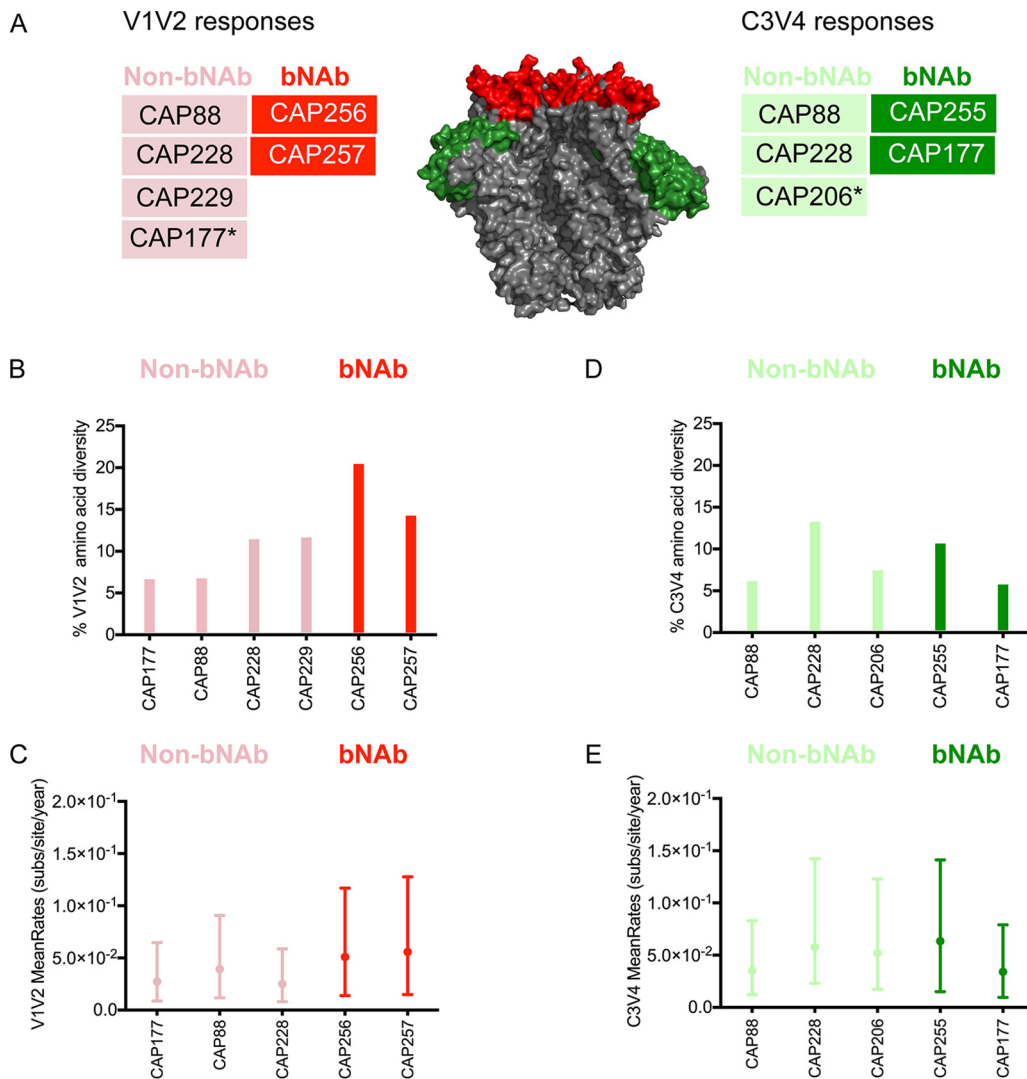 A
V1V2 responses
C3V4 responses
Non-bNAb bNAb
CAP88 CAP256
CAP228 CAP257
CAP229
CAP177*
Non-bNAb bNAb
CAP88 CAP255
CAP228 CAP177
CAP206*
B
Non-bNAb bNAb
% V1V2 amino acid diversity
25
20
15
10
5
0
CAP177
CAP88
CAP228
CAP229
CAP256
CAP257
D
Non-bNAb bNAb
% C3V4 amino acid diversity
25
20
15
10
5
0
CAP88
CAP228
CAP206
CAP255
CAP177
C
Non-bNAb bNAb
V1V2 MeanRates (subs/site/year)
2.0×10⁻¹
1.5×10⁻¹
1.0×10⁻¹
5.0×10⁻²
0.0
CAP177
CAP88
CAP228
CAP256
CAP257
E
Non-bNAb bNAb
C3V4 MeanRates (subs/site/year)
2.0×10⁻¹
1.5×10⁻¹
1.0×10⁻¹
5.0×10⁻²
0.0
CAP88
CAP228
CAP206
CAP255
CAP177